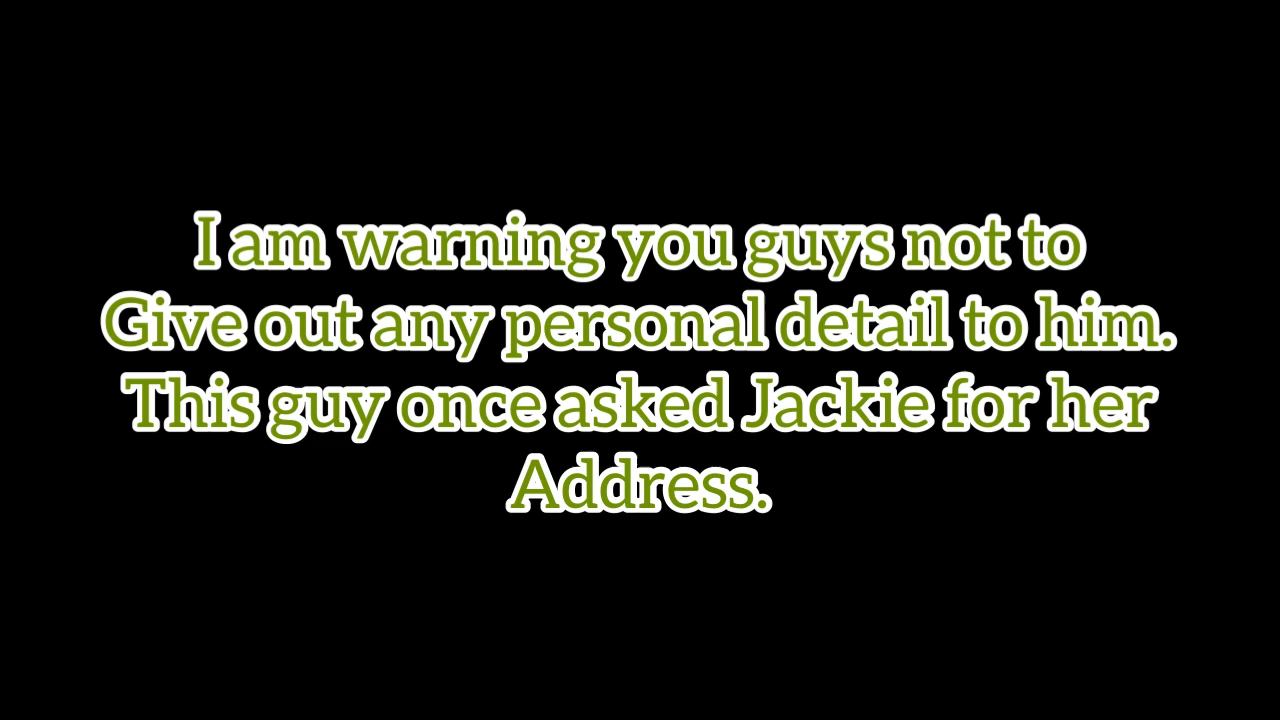 I am warning you guys not to
Give out any personal detail to him.
This guy once asked Jackie for her
Address.